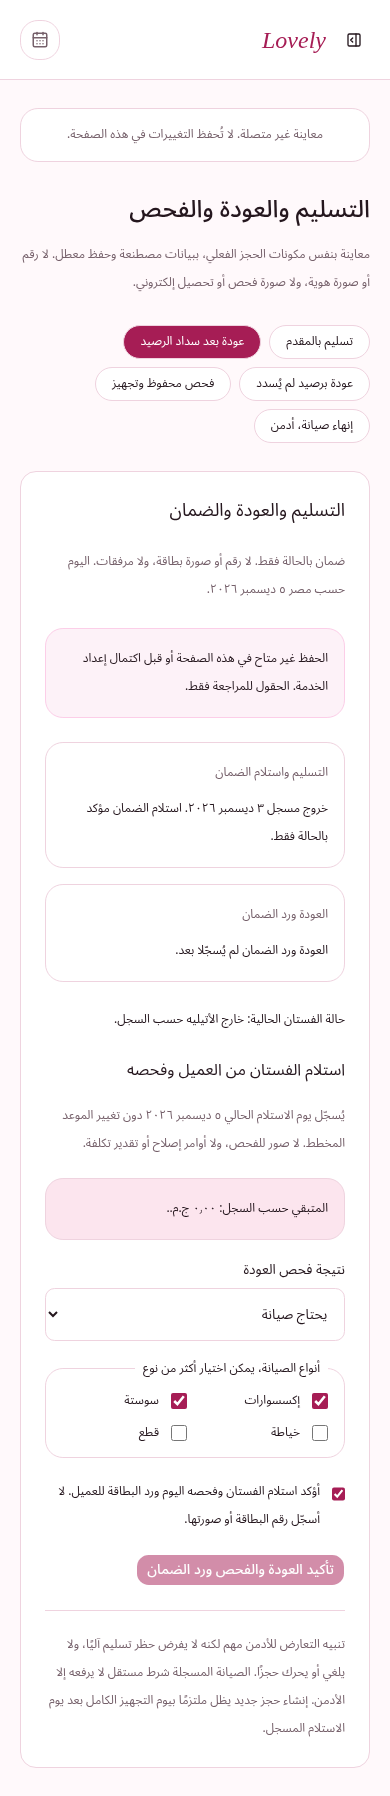 Lovely
معاينة غير متصلة. لا تُحفظ التغييرات في هذه الصفحة.
التسليم والعودة والفحص
معاينة بنفس مكونات الحجز الفعلي، ببيانات مصطنعة وحفظ معطل. لا رقم
أو صورة هوية، ولا صورة فحص أو تحصيل إلكتروني.
تسليم بالمقدم
عودة بعد سداد الرصيد
عودة برصيد لم يُسدد
فحص محفوظ وتجهيز
إنهاء صيانة، أدمن
التسليم والعودة والضمان
ضمان بالحالة فقط. لا رقم أو صورة بطاقة، ولا مرفقات. اليوم
حسب مصر ٥ ديسمبر ٢٠٢٦.
الحفظ غير متاح في هذه الصفحة أو قبل اكتمال إعداد
الخدمة. الحقول للمراجعة فقط.
التسليم واستلام الضمان
خروج مسجل ٣ ديسمبر ٢٠٢٦. استلام الضمان مؤكد
بالحالة فقط.
العودة ورد الضمان
العودة ورد الضمان لم يُسجّلا بعد.
حالة الفستان الحالية: خارج الأتيليه حسب السجل.
استلام الفستان من العميل وفحصه
يُسجّل يوم الاستلام الحالي ٥ ديسمبر ٢٠٢٦ دون تغيير الموعد
المخطط. لا صور للفحص، ولا أوامر إصلاح أو تقدير تكلفة.
المتبقي حسب السجل: ٠٫٠٠ ج.م..
نتيجة فحص العودة
يحتاج صيانة
أنواع الصيانة، يمكن اختيار أكثر من نوع
إكسسوارات
سوستة
خياطة
قطع
أؤكد استلام الفستان وفحصه اليوم ورد البطاقة للعميل. لا
أسجّل رقم البطاقة أو صورتها.
تأكيد العودة والفحص ورد الضمان
تنبيه التعارض للأدمن مهم لكنه لا يفرض حظر تسليم آليًا، ولا
يلغي أو يحرك حجزًا. الصيانة المسجلة شرط مستقل لا يرفعه إلا
الأدمن. إنشاء حجز جديد يظل ملتزمًا بيوم التجهيز الكامل بعد يوم
الاستلام المسجل.